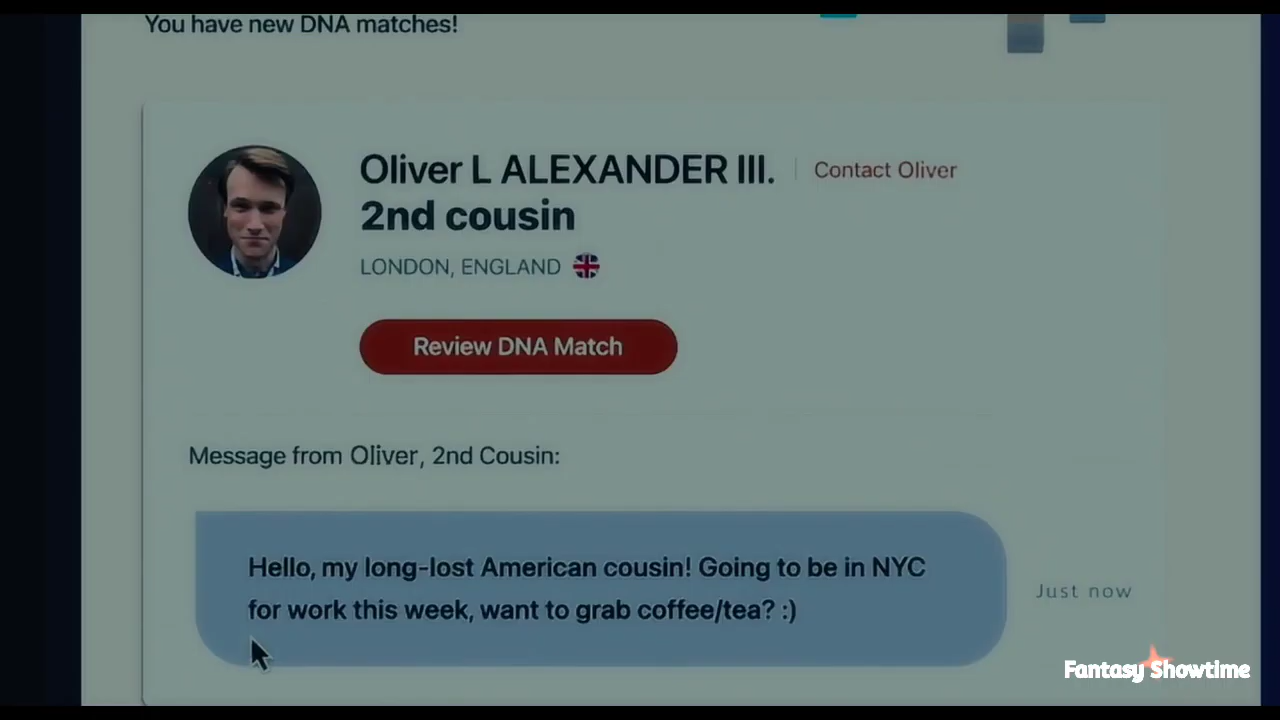 You have new DNA matches!
Oliver L ALEXANDER III.
Contact Oliver
2nd cousin
LONDON, ENGLAND
Review DNA Match
Message from Oliver, 2nd Cousin:
Hello, my long-lost American cousin! Going to be in NYC
for work this week, want to grab coffee/tea? :)
Just now
Fantasy Showtime